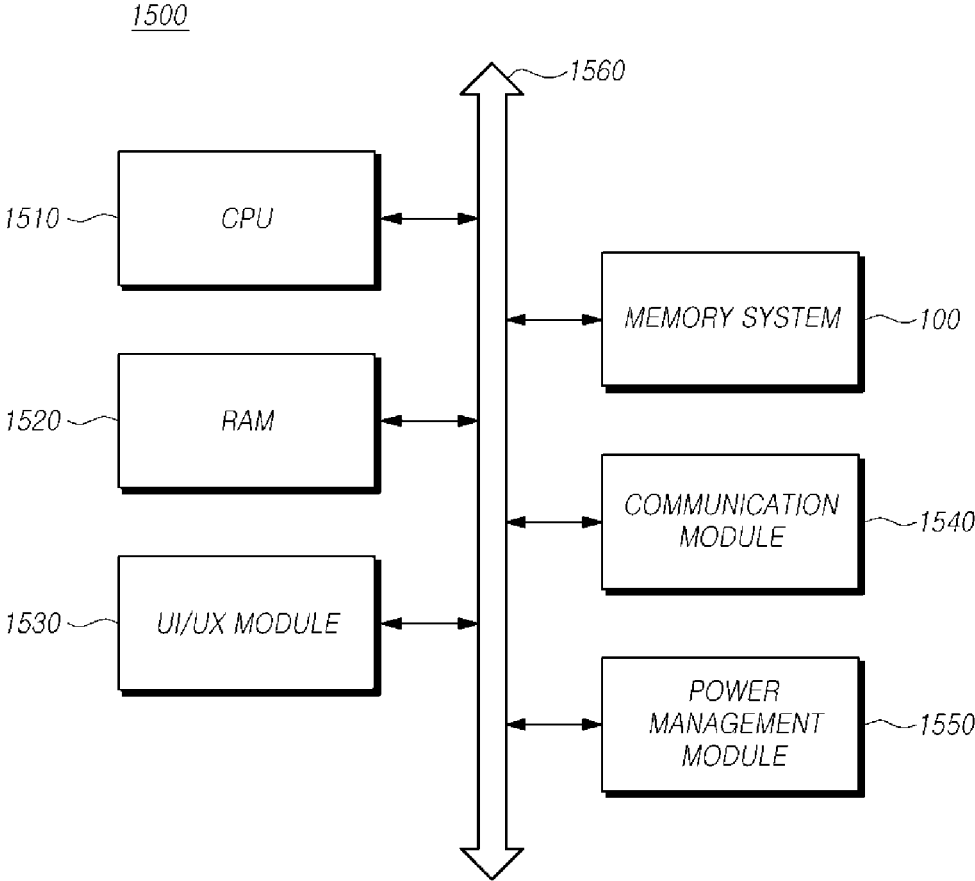 1500
1560
1510
CPU
MEMORY SYSTEM
100
1520
RAM
COMMUNICATION
MODULE
1540
1530
UI/UX MODULE
POWER
MANAGEMENT
MODULE
1550